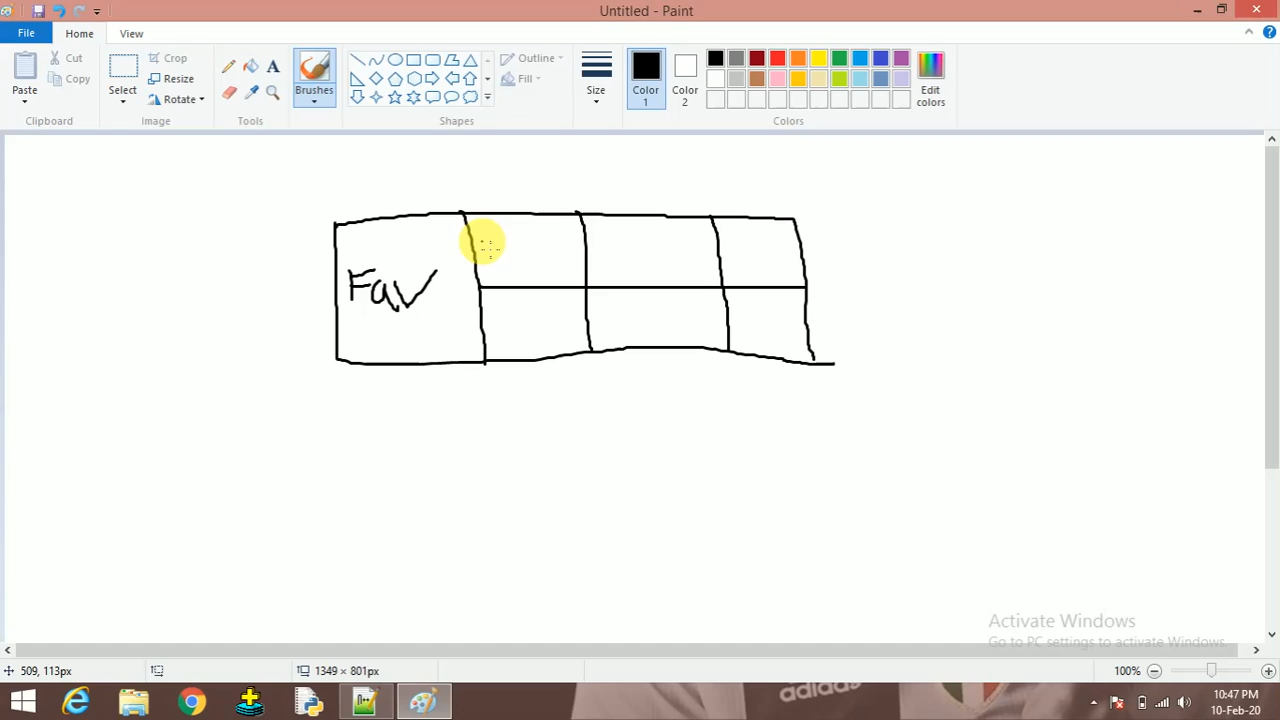 Untitled - Paint
File
Home
View
Paste
Cut
Copy
Clipboard
Select
Crop
Resize
Rotate
Image
Tools
Brushes
Shapes
Outline
Fill
Size
Color
1
Color
2
Edit
colors
Colors
Fav
Activate Windows
Go to PC settings to activate Windows.
509, 113px
1349 × 801px
100%
adidas
10:47 PM
10-Feb-20